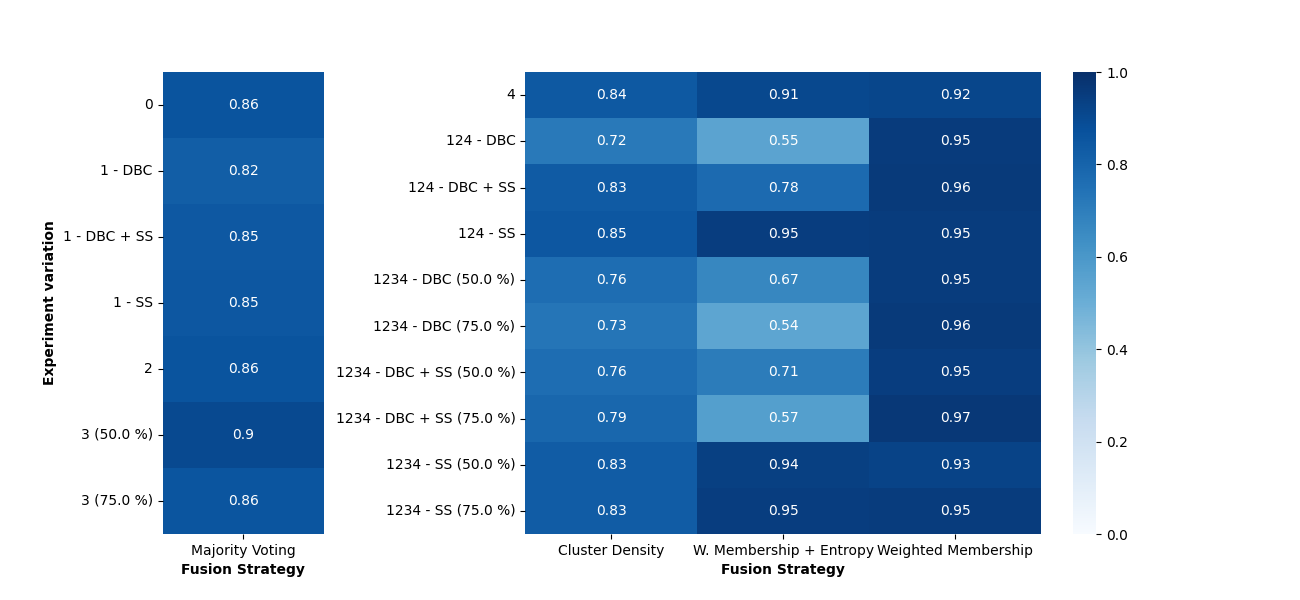 Experiment variation
0 0.86
1 - DBC 0.82
1 - DBC + SS 0.85
1 - SS 0.85
2 0.86
3 (50.0 %) 0.9
3 (75.0 %) 0.86
Majority Voting
Fusion Strategy
4 0.84 0.91 0.92
124 - DBC 0.72 0.55 0.95
124 - DBC + SS 0.83 0.78 0.96
124 - SS 0.85 0.95 0.95
1234 - DBC (50.0 %) 0.76 0.67 0.95
1234 - DBC (75.0 %) 0.73 0.54 0.96
1234 - DBC + SS (50.0 %) 0.76 0.71 0.95
1234 - DBC + SS (75.0 %) 0.79 0.57 0.97
1234 - SS (50.0 %) 0.83 0.94 0.93
1234 - SS (75.0 %) 0.83 0.95 0.95
Cluster Density W. Membership + Entropy Weighted Membership
Fusion Strategy
1.0
0.8
0.6
0.4
0.2
0.0